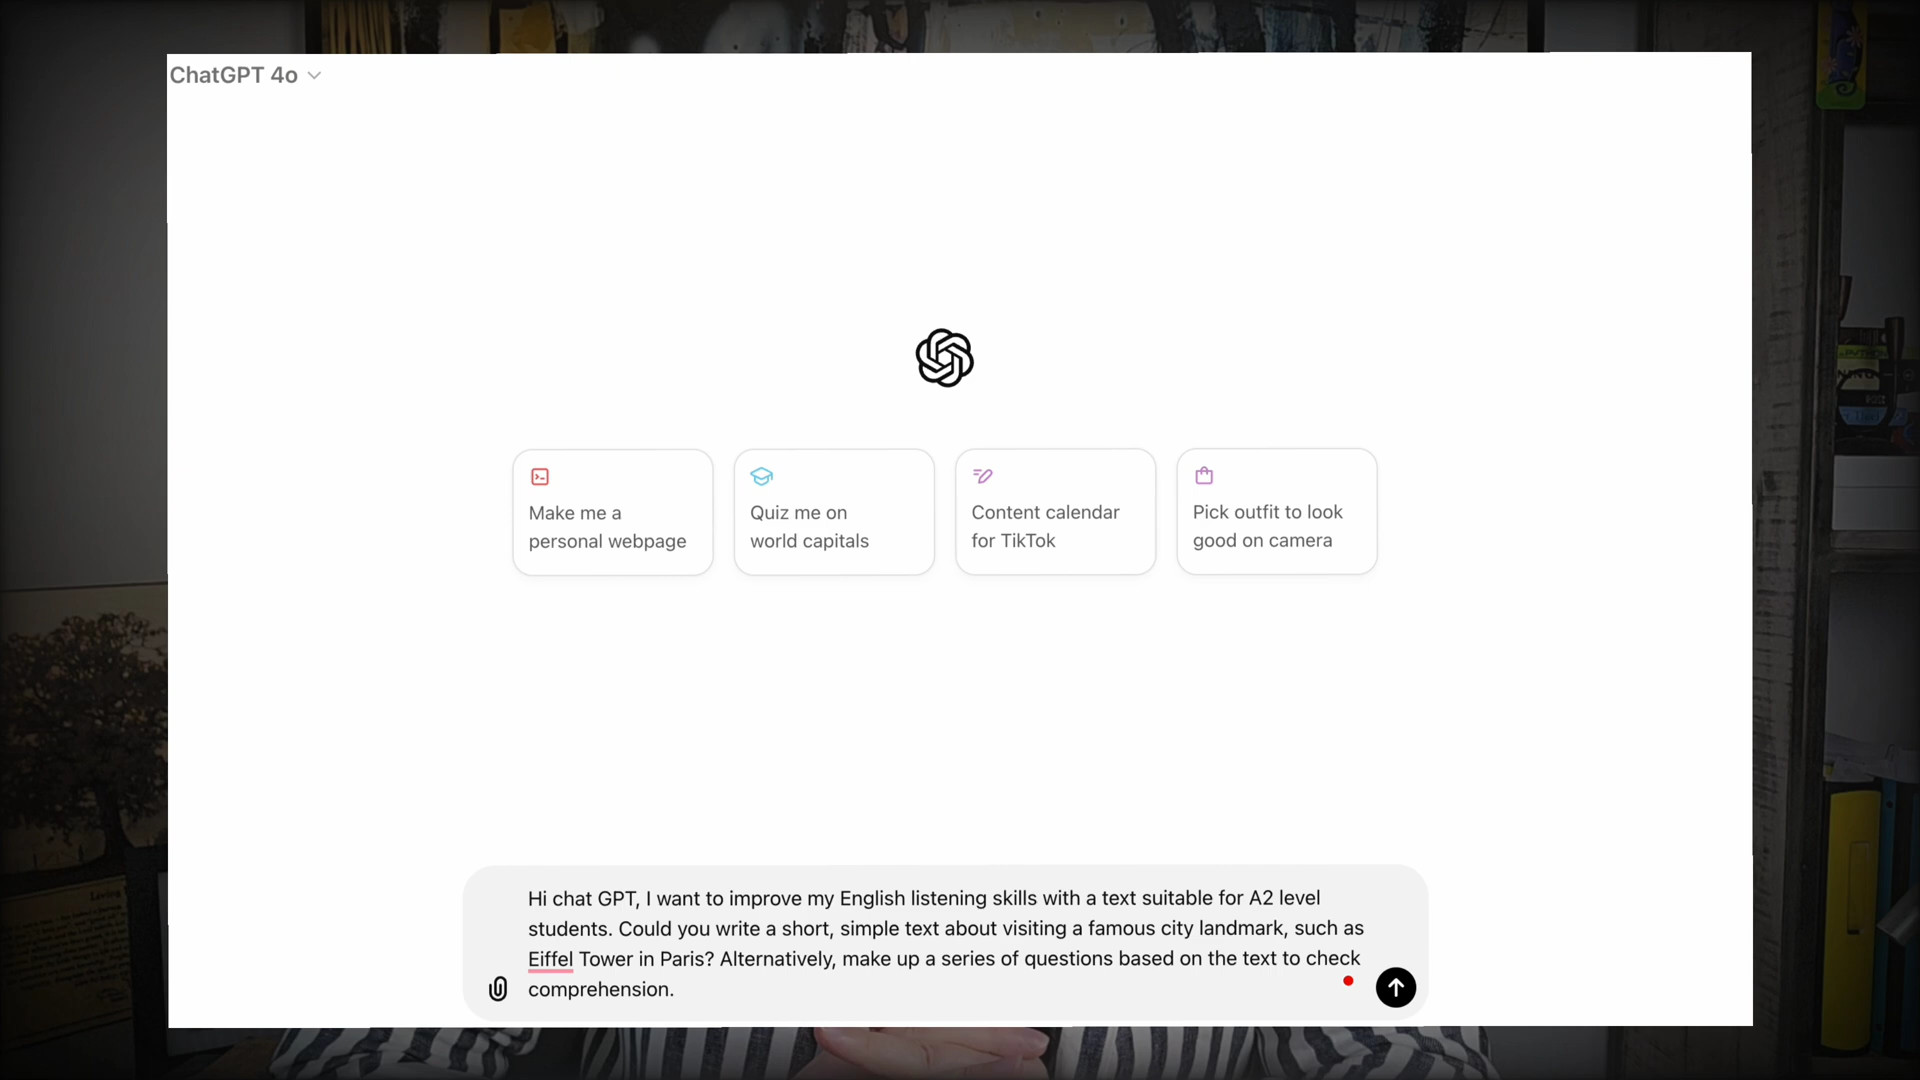 ChatGPT 4o
Make me a
personal webpage
Quiz me on
world capitals
Content calendar
for TikTok
Pick outfit to look
good on camera
Hi chat GPT, I want to improve my English listening skills with a text suitable for A2 level
students. Could you write a short, simple text about visiting a famous city landmark, such as
Eiffel Tower in Paris? Alternatively, make up a series of questions based on the text to check
comprehension.
Living